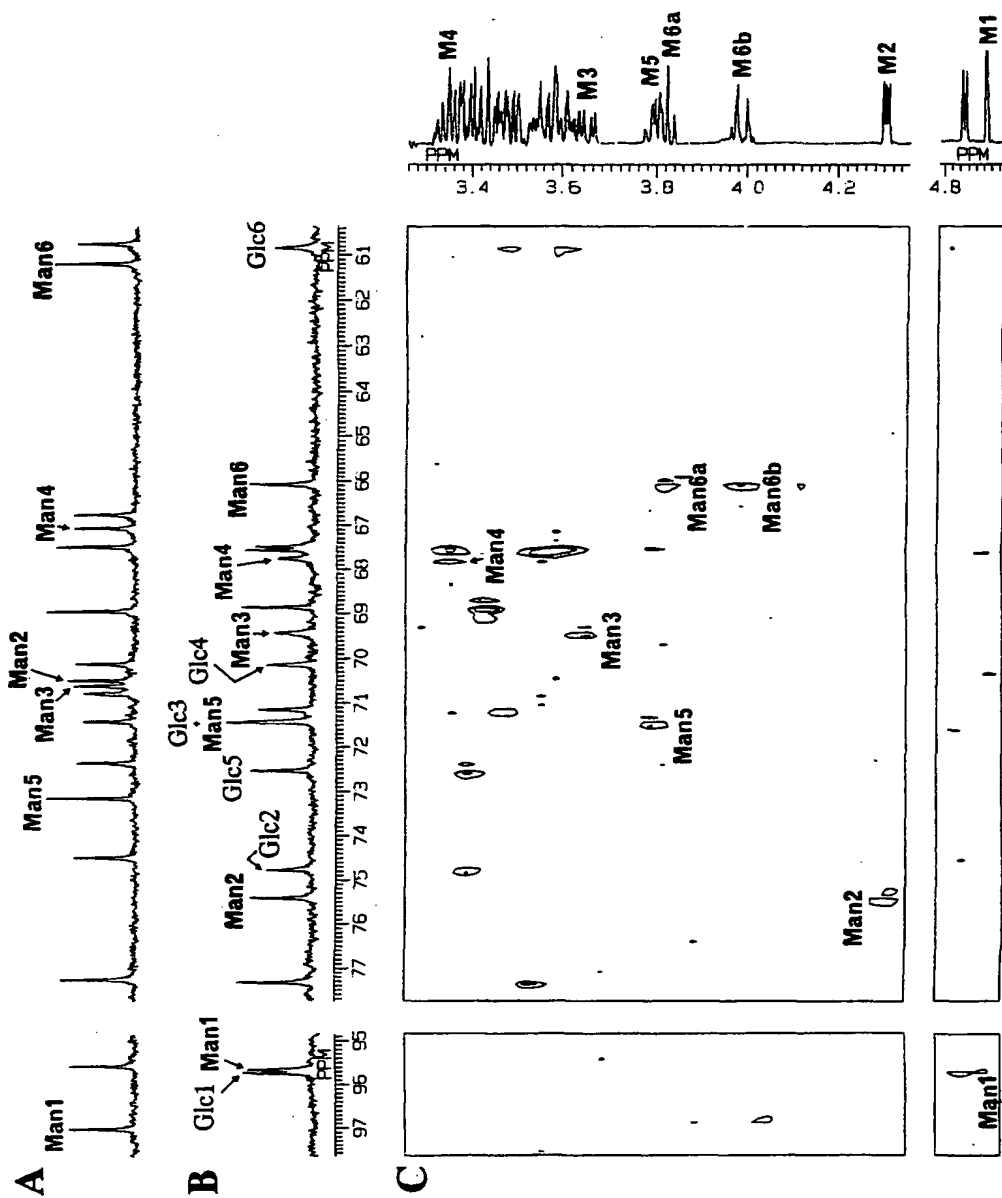 A
Man1
Man5
Man3
Man2
Man4
Man6
B
Glc1
Man1
Man2
Glc2
Glc5
Glc3
+
Man5
Glc4
Man3
Man4
Man6
Glc6
97 96 95
PPM
77 76 75 74 73 72 71 70 69 68 67 66 65 64 63 62 61
PPM
C
Man4
Man3
Man5
Man6a
Man6b
Man2
Man1
PPM
3.4
3.6
3.8
4.0
4.2
4.8
PPM
M4
M3
M5
M6a
M6b
M2
M1